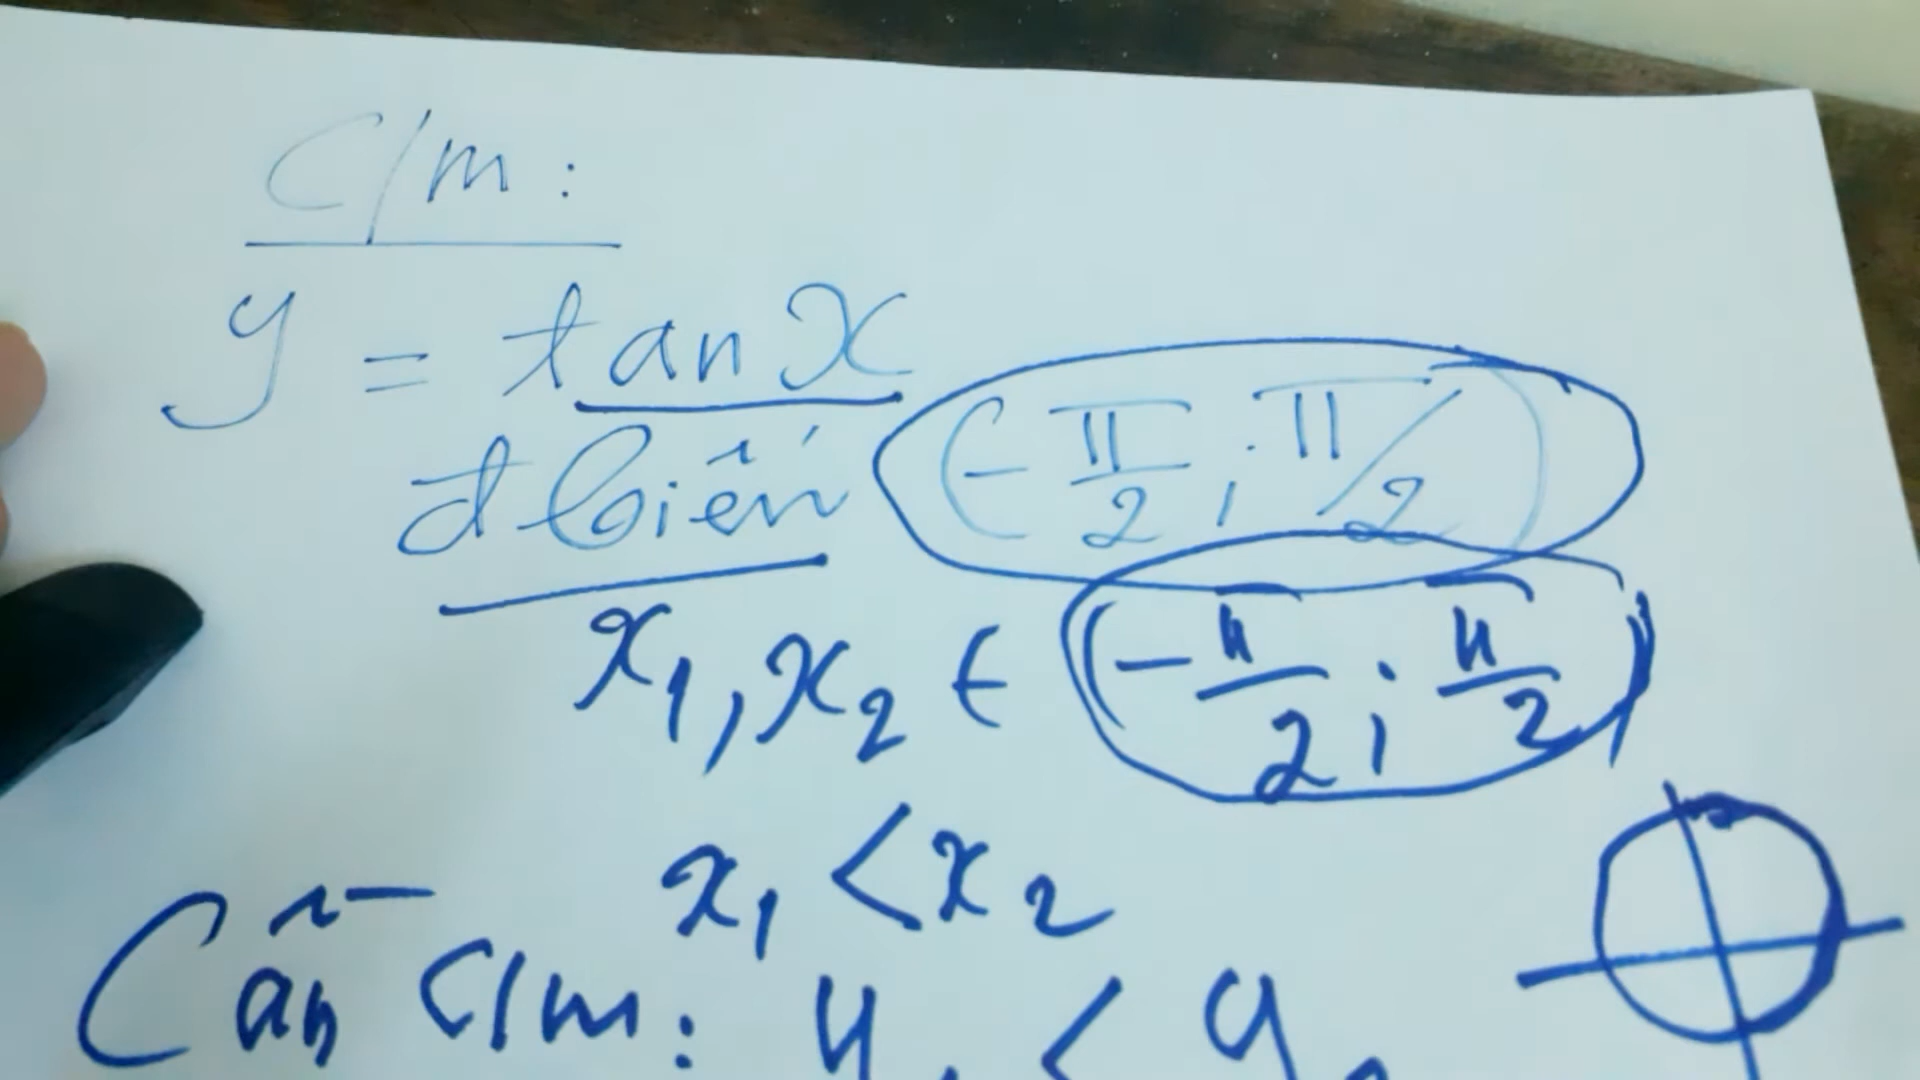 C/m:
y = tan x
đ biến (-π/2; π/2)
x₁, x₂ ∈ (-π/2; π/2)
x₁ < x₂
Cần c/m: y₁ < y₂